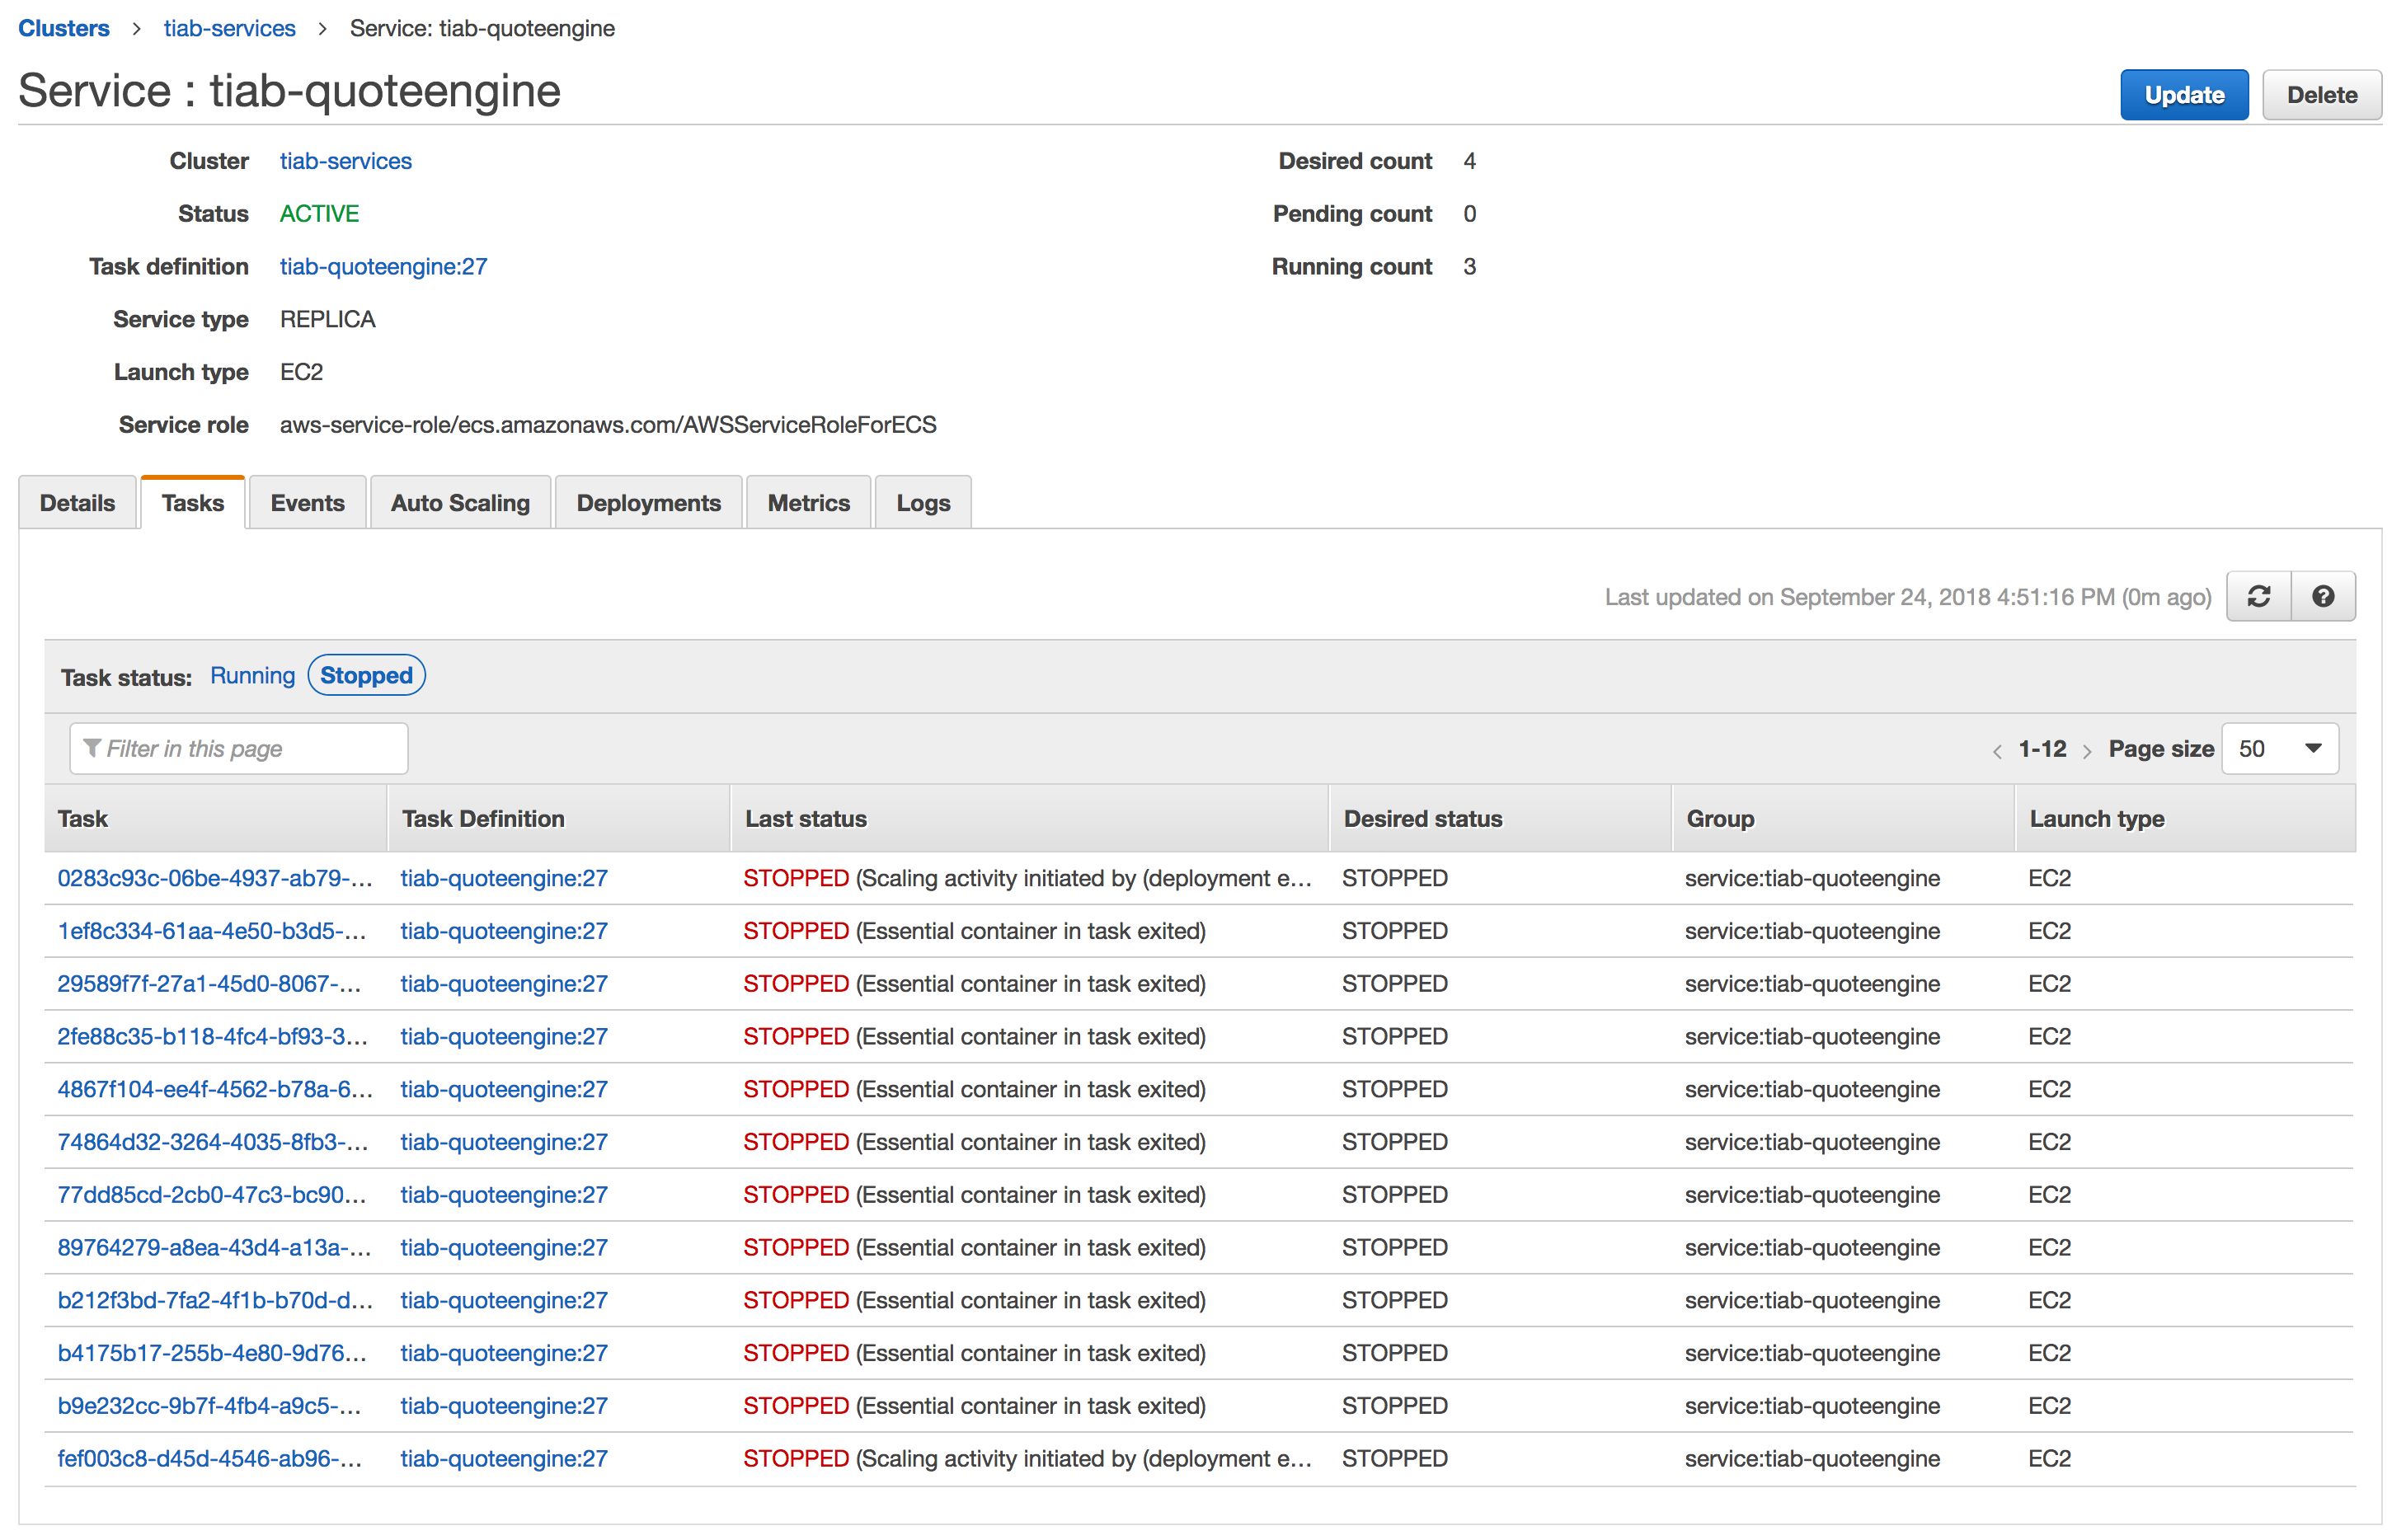 Clusters > tiab-services > Service: tiab-quoteengine
Service : tiab-quoteengine
Update Delete
Cluster tiab-services Desired count 4
Status ACTIVE Pending count 0
Task definition tiab-quoteengine:27 Running count 3
Service type REPLICA
Launch type EC2
Service role aws-service-role/ecs.amazonaws.com/AWSServiceRoleForECS
Details Tasks Events Auto Scaling Deployments Metrics Logs
Last updated on September 24, 2018 4:51:16 PM (0m ago)
Task status: Running Stopped
Filter in this page < 1-12 > Page size 50
Task Task Definition Last status Desired status Group Launch type
0283c93c-06be-4937-ab79-... tiab-quoteengine:27 STOPPED (Scaling activity initiated by (deployment e... STOPPED service:tiab-quoteengine EC2
1ef8c334-61aa-4e50-b3d5-... tiab-quoteengine:27 STOPPED (Essential container in task exited) STOPPED service:tiab-quoteengine EC2
29589f7f-27a1-45d0-8067-... tiab-quoteengine:27 STOPPED (Essential container in task exited) STOPPED service:tiab-quoteengine EC2
2fe88c35-b118-4fc4-bf93-3... tiab-quoteengine:27 STOPPED (Essential container in task exited) STOPPED service:tiab-quoteengine EC2
4867f104-ee4f-4562-b78a-6... tiab-quoteengine:27 STOPPED (Essential container in task exited) STOPPED service:tiab-quoteengine EC2
74864d32-3264-4035-8fb3-... tiab-quoteengine:27 STOPPED (Essential container in task exited) STOPPED service:tiab-quoteengine EC2
77dd85cd-2cb0-47c3-bc90... tiab-quoteengine:27 STOPPED (Essential container in task exited) STOPPED service:tiab-quoteengine EC2
89764279-a8ea-43d4-a13a-... tiab-quoteengine:27 STOPPED (Essential container in task exited) STOPPED service:tiab-quoteengine EC2
b212f3bd-7fa2-4f1b-b70d-d... tiab-quoteengine:27 STOPPED (Essential container in task exited) STOPPED service:tiab-quoteengine EC2
b4175b17-255b-4e80-9d76... tiab-quoteengine:27 STOPPED (Essential container in task exited) STOPPED service:tiab-quoteengine EC2
b9e232cc-9b7f-4fb4-a9c5-... tiab-quoteengine:27 STOPPED (Essential container in task exited) STOPPED service:tiab-quoteengine EC2
fef003c8-d45d-4546-ab96-... tiab-quoteengine:27 STOPPED (Scaling activity initiated by (deployment e... STOPPED service:tiab-quoteengine EC2